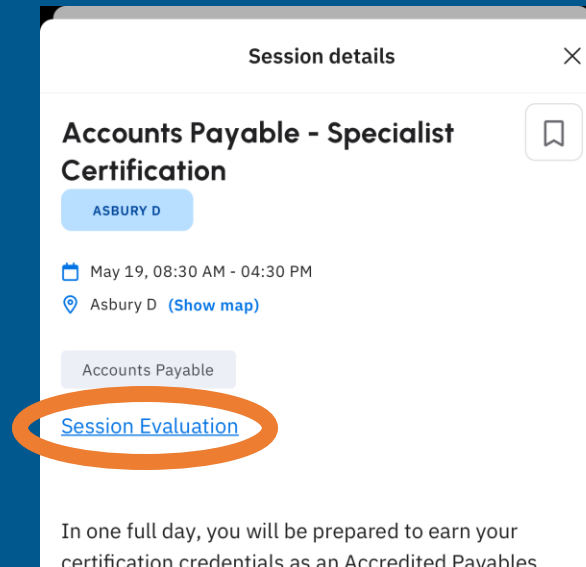 Session details
Accounts Payable - Specialist
Certification
ASBURY D
May 19, 08:30 AM - 04:30 PM
Asbury D (Show map)
Accounts Payable
Session Evaluation
In one full day, you will be prepared to earn your
certification credentials as an Accredited Payables